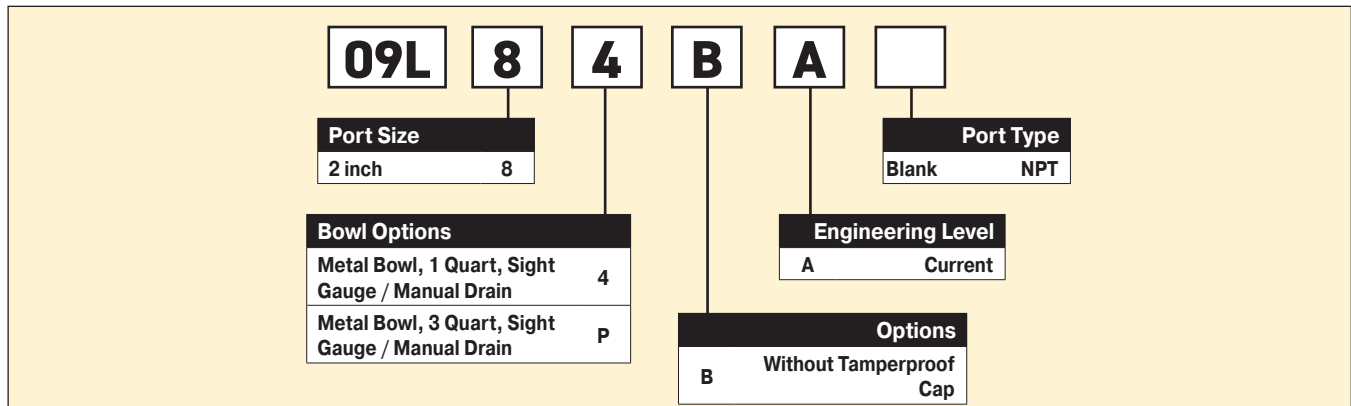 09L 8 4 B A
Port Size
2 inch 8
Port Type
Blank NPT
Bowl Options
Metal Bowl, 1 Quart, Sight
Gauge / Manual Drain 4
Metal Bowl, 3 Quart, Sight
Gauge / Manual Drain P
Engineering Level
A Current
Options
B Without Tamperproof
Cap